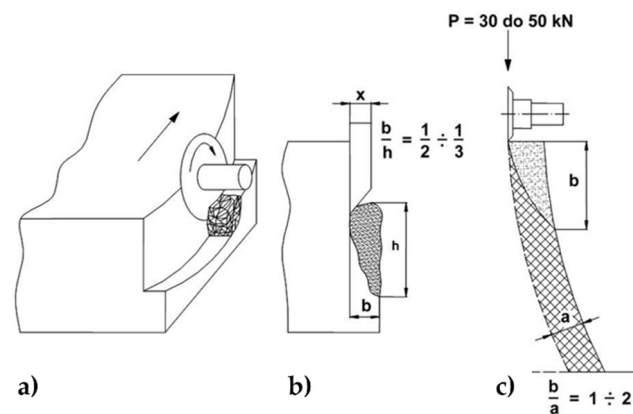 P = 30 do 50 kN
x
b/h = 1/2 ÷ 1/3
b
h
b
a
a)
b)
c)
b/a = 1 ÷ 2